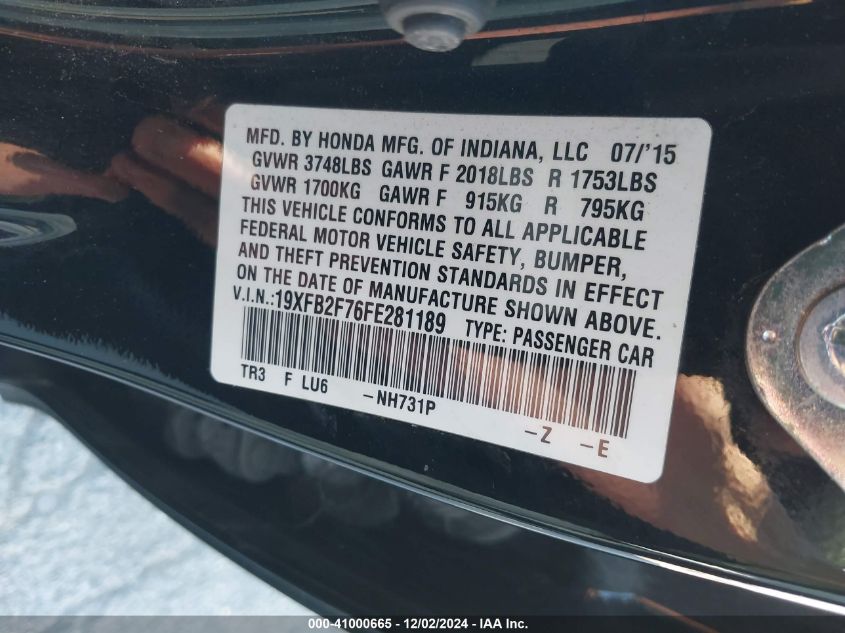 MFD. BY HONDA MFG. OF INDIANA, LLC 07/'15
GVWR 3748LBS GAWR F 2018LBS R 1753LBS
GVWR 1700KG GAWR F 915KG R 795KG
THIS VEHICLE CONFORMS TO ALL APPLICABLE
FEDERAL MOTOR VEHICLE SAFETY, BUMPER,
AND THEFT PREVENTION STANDARDS IN EFFECT
ON THE DATE OF MANUFACTURE SHOWN ABOVE.
V.I.N.:19XFB2F76FE281189 TYPE: PASSENGER CAR
TR3 F LU6 -NH731P -Z -E
000-41000665 - 12/02/2024 - IAA Inc.